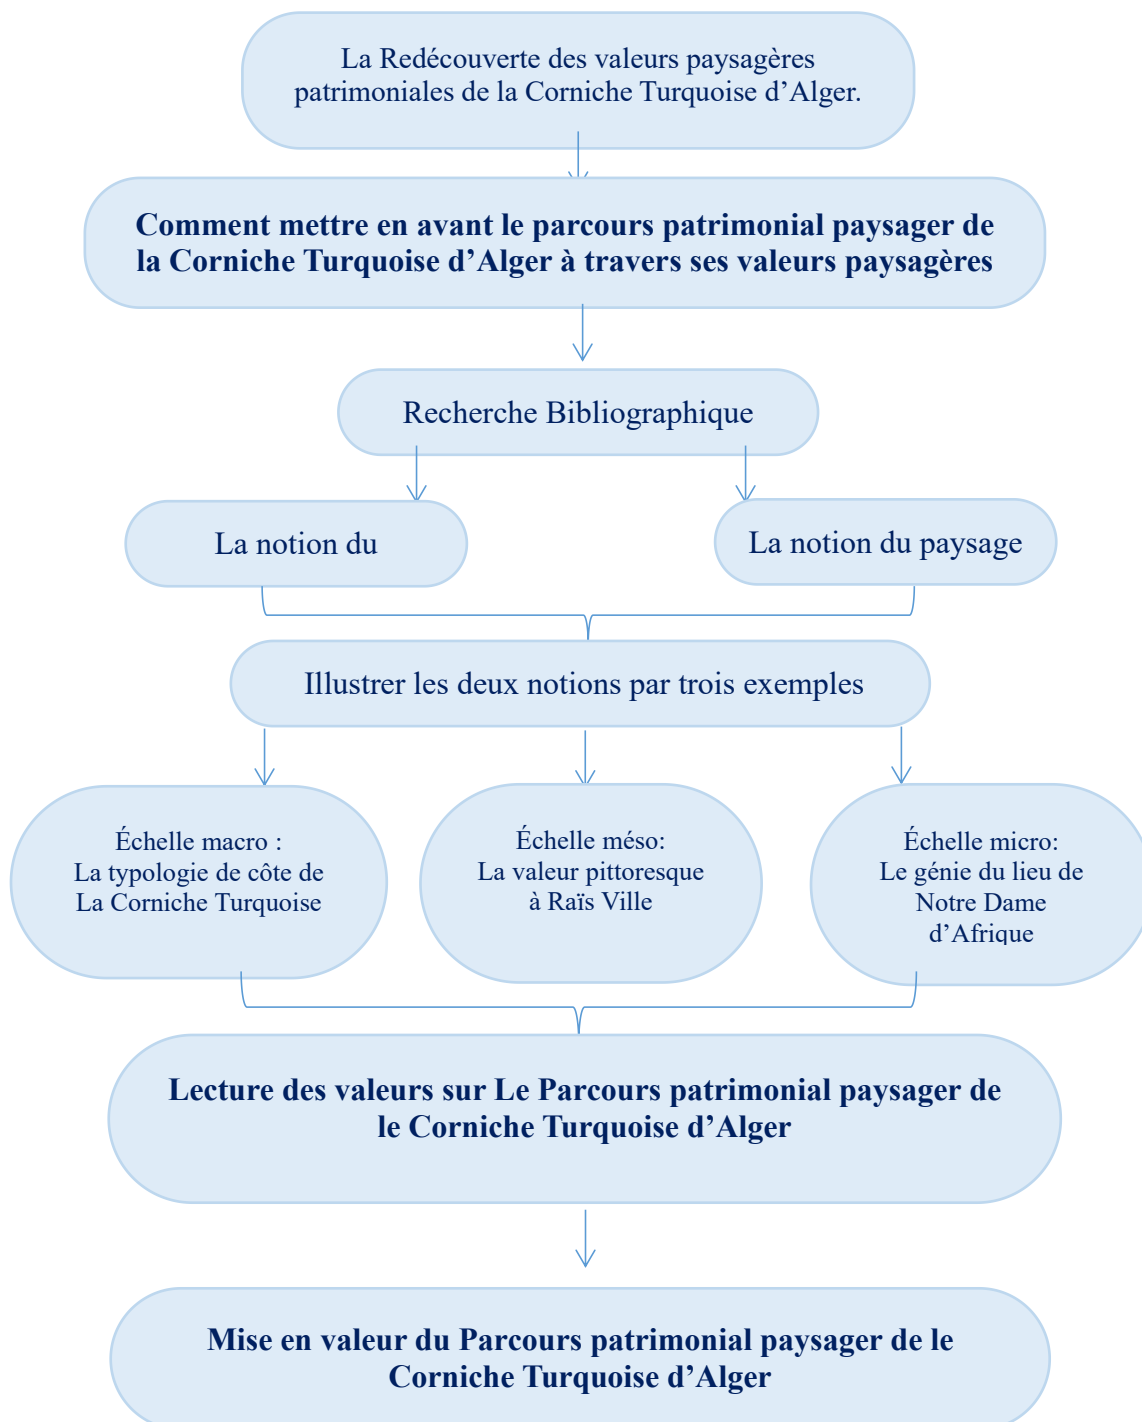 La Redécouverte des valeurs paysagères
patrimoniales de la Corniche Turquoise d’Alger.
Comment mettre en avant le parcours patrimonial paysager de
la Corniche Turquoise d’Alger à travers ses valeurs paysagères
Recherche Bibliographique
La notion du
La notion du paysage
Illustrer les deux notions par trois exemples
Échelle macro :
La typologie de côte de
La Corniche Turquoise
Échelle méso:
La valeur pittoresque
à Raïs Ville
Échelle micro:
Le génie du lieu de
Notre Dame
d’Afrique
Lecture des valeurs sur Le Parcours patrimonial paysager de
le Corniche Turquoise d’Alger
Mise en valeur du Parcours patrimonial paysager de le
Corniche Turquoise d’Alger